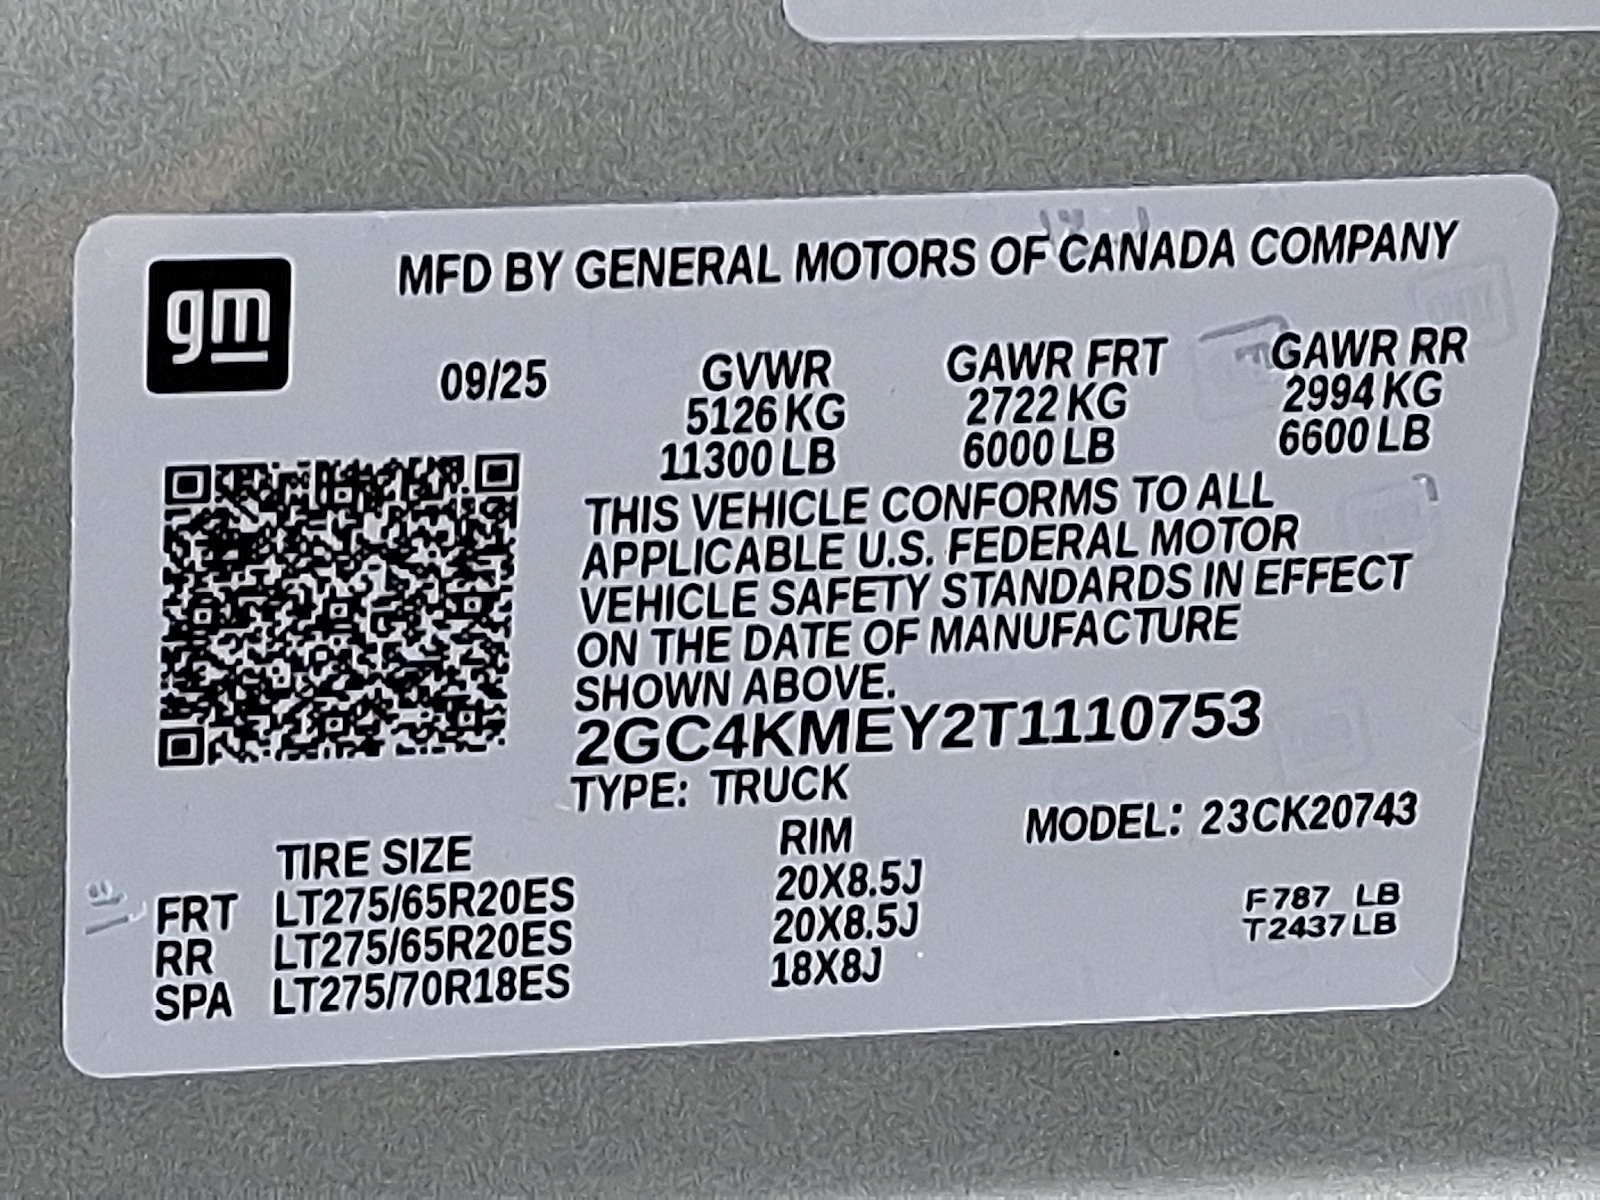 gm
MFD BY GENERAL MOTORS OF CANADA COMPANY
09/25 GVWR GAWR FRT GAWR RR
5126 KG 2722 KG 2994 KG
11300 LB 6000 LB 6600 LB
THIS VEHICLE CONFORMS TO ALL
APPLICABLE U.S. FEDERAL MOTOR
VEHICLE SAFETY STANDARDS IN EFFECT
ON THE DATE OF MANUFACTURE
SHOWN ABOVE.
2GC4KMEY2T1110753
TYPE: TRUCK
MODEL: 23CK20743
TIRE SIZE RIM
FRT LT275/65R20ES 20X8.5J
RR LT275/65R20ES 20X8.5J
SPA LT275/70R18ES 18X8J
F 787 LB
T 2437 LB